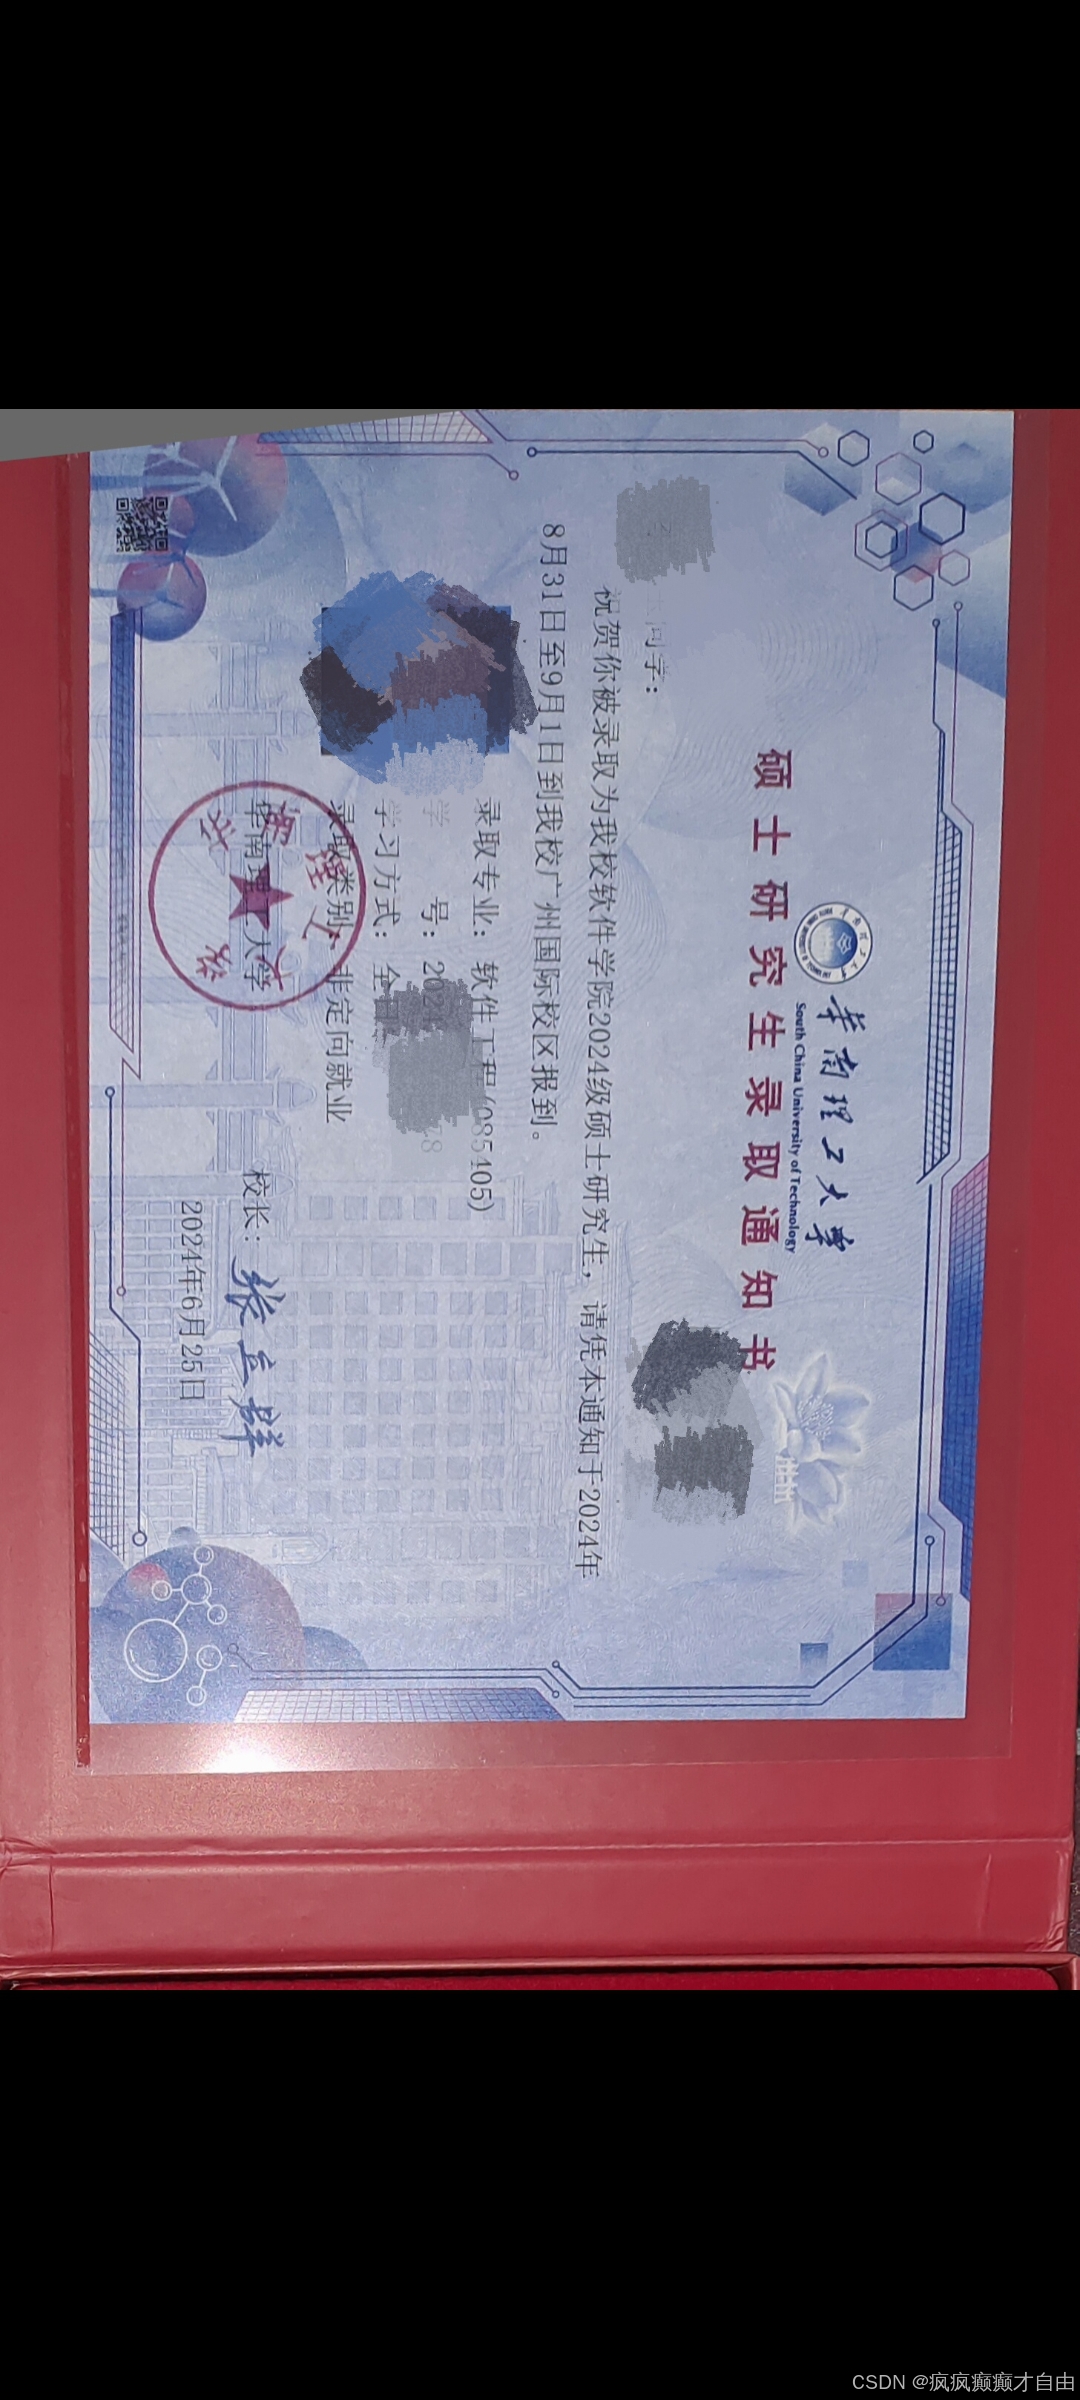 华南理工大学
South China University of Technology
硕士研究生录取通知书
同学:
祝贺你被录取为我校软件学院2024级硕士研究生，请凭本通知于2024年
8月31日至9月1日到我校广州国际校区报到。
录取专业: 软件工程(085405)
学 号: 202
学习方式: 全日
录取类别: 非定向就业
华南理工大学
校长: 张立群
2024年6月25日
CSDN @疯疯癫癫才自由